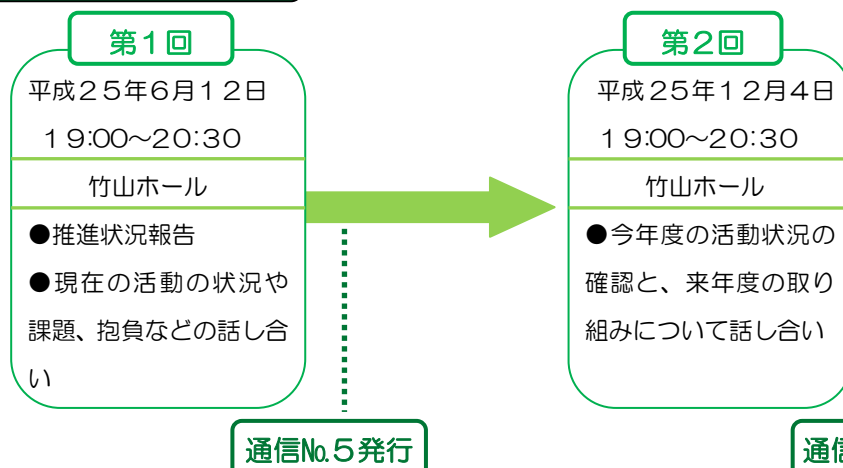 第1回
平成25年6月12日
19:00~20:30
竹山ホール
●推進状況報告
●現在の活動の状況や
課題、抱負などの話し合
い
通信№5発行
第2回
平成25年12月4日
19:00~20:30
竹山ホール
●今年度の活動状況の
確認と、来年度の取り
組みについて話し合い
通信